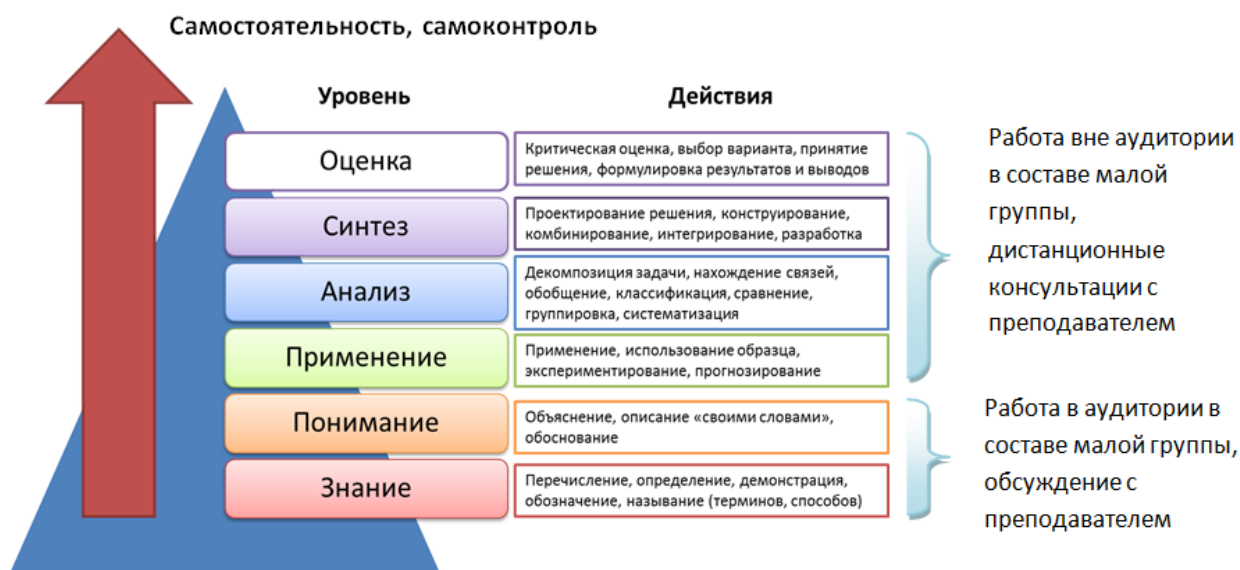 Самостоятельность, самоконтроль
Уровень
Действия
Оценка
Критическая оценка, выбор варианта, принятие
решения, формулировка результатов и выводов
Синтез
Проектирование решения, конструирование,
комбинирование, интегрирование, разработка
Анализ
Декомпозиция задачи, нахождение связей,
обобщение, классификация, сравнение,
группировка, систематизация
Применение
Применение, использование образца,
экспериментирование, прогнозирование
Понимание
Объяснение, описание «своими словами»,
обоснование
Знание
Перечисление, определение, демонстрация,
обозначение, называние (терминов, способов)
Работа вне аудитории
в составе малой
группы,
дистанционные
консультации с
преподавателем
Работа в аудитории в
составе малой группы,
обсуждение с
преподавателем